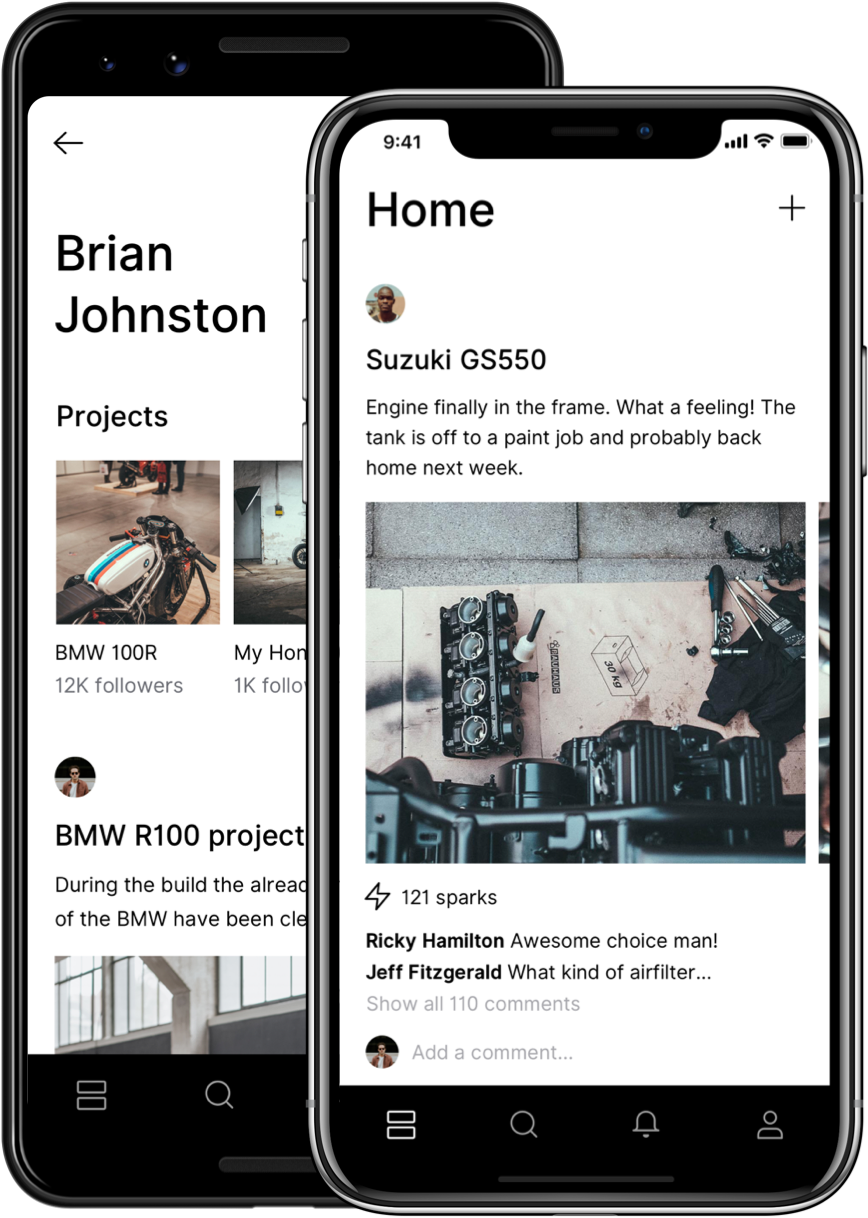 Brian
Johnston
Projects
BMW 100R
12K followers
My Hon
1K follo
BMW R100 project
During the build the alreac
of the BMW have been cle
9:41
Home
Suzuki GS550
Engine finally in the frame. What a feeling! The
tank is off to a paint job and probably back
home next week.
BAUHAUS
30 KG
121 sparks
Ricky Hamilton Awesome choice man!
Jeff Fitzgerald What kind of airfilter...
Show all 110 comments
Add a comment...